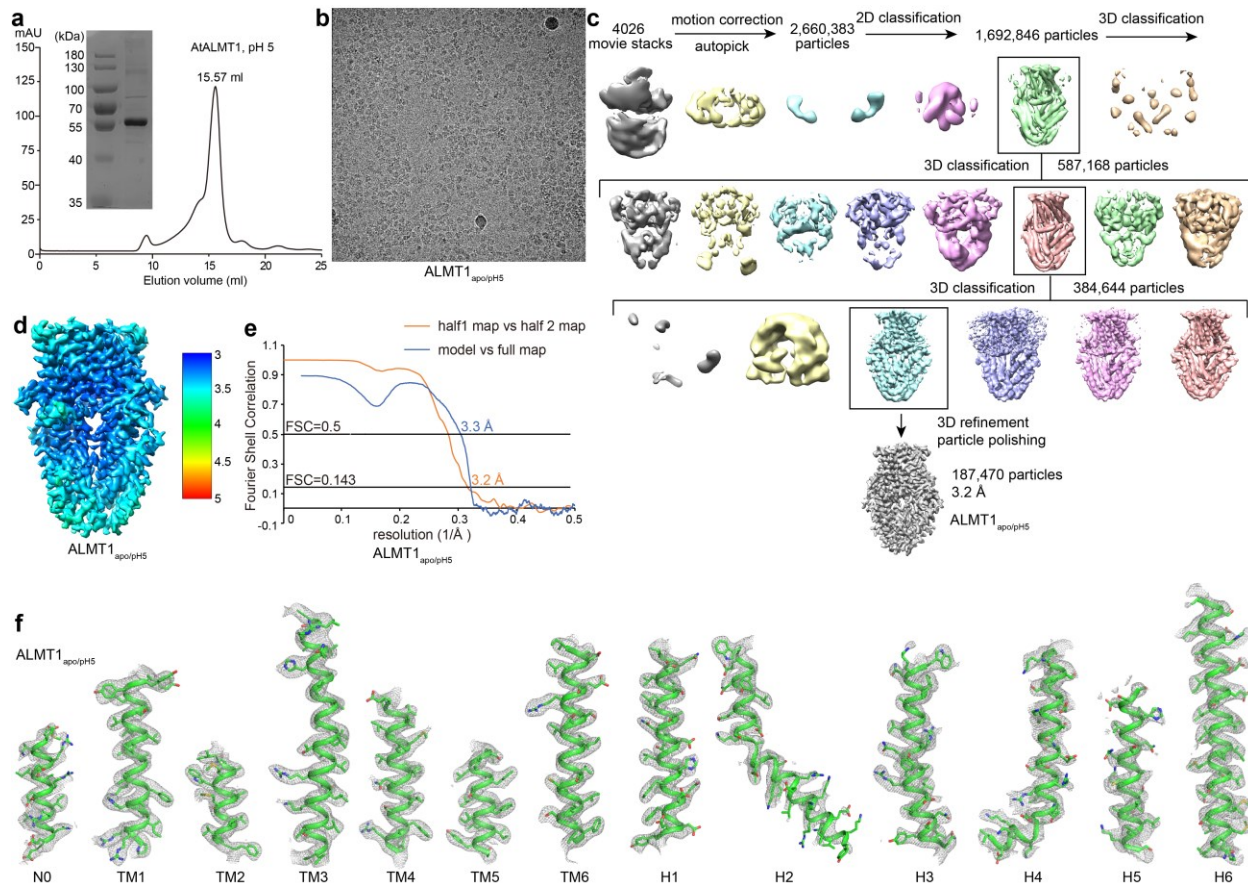 a
mAU
150
125
100
75
50
25
0
(kDa)
180
130
100
70
55
40
35
AtALMT1, pH 5
15.57 ml
0
5
10
15
20
25
Elution volume (ml)
b
ALMT1apo/pH5
c
4026
movie stacks
motion correction
autopick
2,660,383
particles
2D classification
1,692,846 particles
3D classification
3D classification
587,168 particles
3D classification
384,644 particles
3D refinement
particle polishing
187,470 particles
3.2 Å
ALMT1apo/pH5
d
3
3.5
4
4.5
5
ALMT1apo/pH5
e
half1 map vs half 2 map
model vs full map
Fourier Shell Correlation
1.1
0.9
0.7
0.5
0.3
0.1
-0.1
FSC=0.5
3.3 Å
FSC=0.143
3.2 Å
0
0.1
0.2
0.3
0.4
0.5
resolution (1/Å )
ALMT1apo/pH5
f
ALMT1apo/pH5
N0
TM1
TM2
TM3
TM4
TM5
TM6
H1
H2
H3
H4
H5
H6